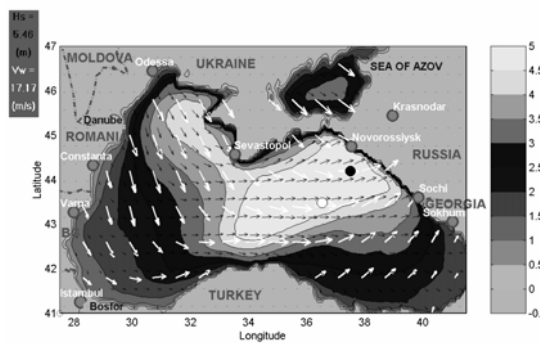 Hs =
5.46
(m)
Vw =
17.17
(m/s)
47
46
45
44
43
42
41
Latitude
MOLDOVA
Odessa
UKRAINE
SEA OF AZOV
Krasnodar
Danube
ROMANIA
Sevastopol
Novorossiysk
RUSSIA
Constanta
Sochi
GEORGIA
Varna
Sokhum
B
Istambul
Bosfor
TURKEY
28
30
32
34
36
38
40
Longitude
5
4.5
4
3.5
3
2.5
2
1.5
1
0.5
0